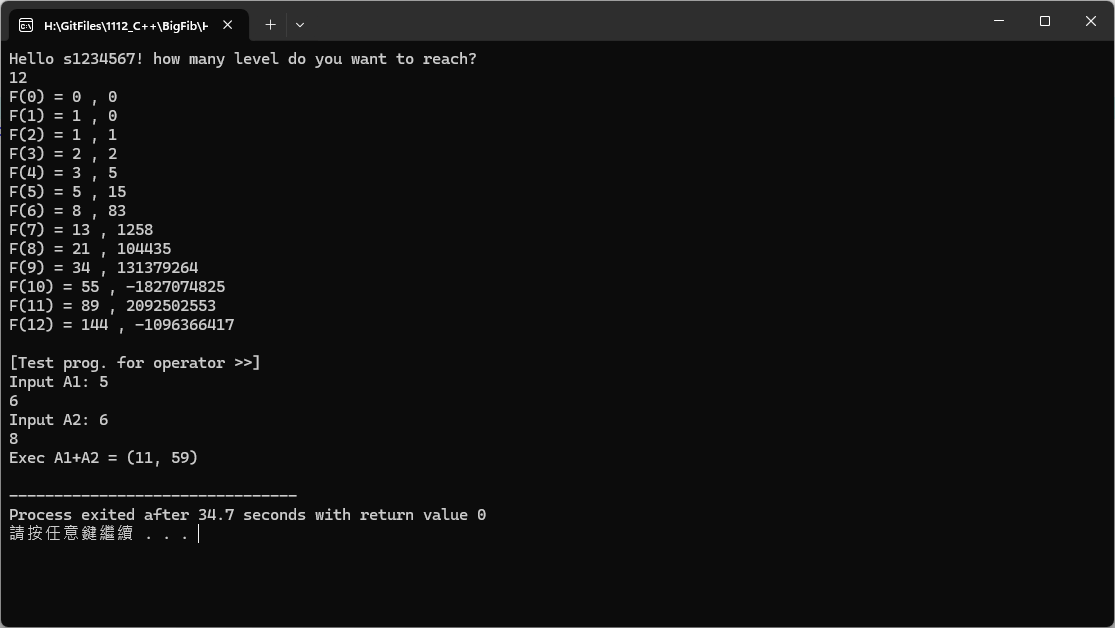 H:\GitFiles\1112_C++\BigFib\H
Hello s1234567! how many level do you want to reach?
12
F(0) = 0 , 0
F(1) = 1 , 0
F(2) = 1 , 1
F(3) = 2 , 2
F(4) = 3 , 5
F(5) = 5 , 15
F(6) = 8 , 83
F(7) = 13 , 1258
F(8) = 21 , 104435
F(9) = 34 , 131379264
F(10) = 55 , -1827074825
F(11) = 89 , 2092502553
F(12) = 144 , -1096366417
[Test prog. for operator >>]
Input A1: 5
6
Input A2: 6
8
Exec A1+A2 = (11, 59)
--------------------------------
Process exited after 34.7 seconds with return value 0
請按任意鍵繼續 . . .